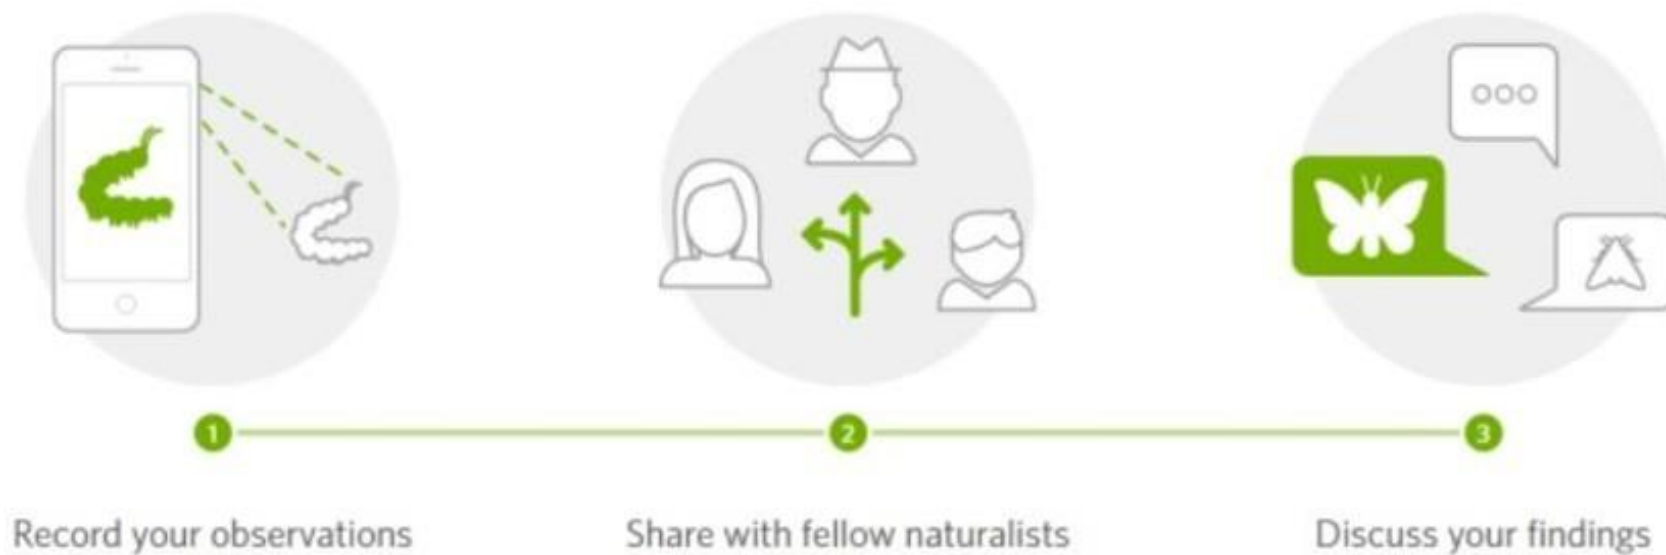 1
2
3
Record your observations
Share with fellow naturalists
Discuss your findings